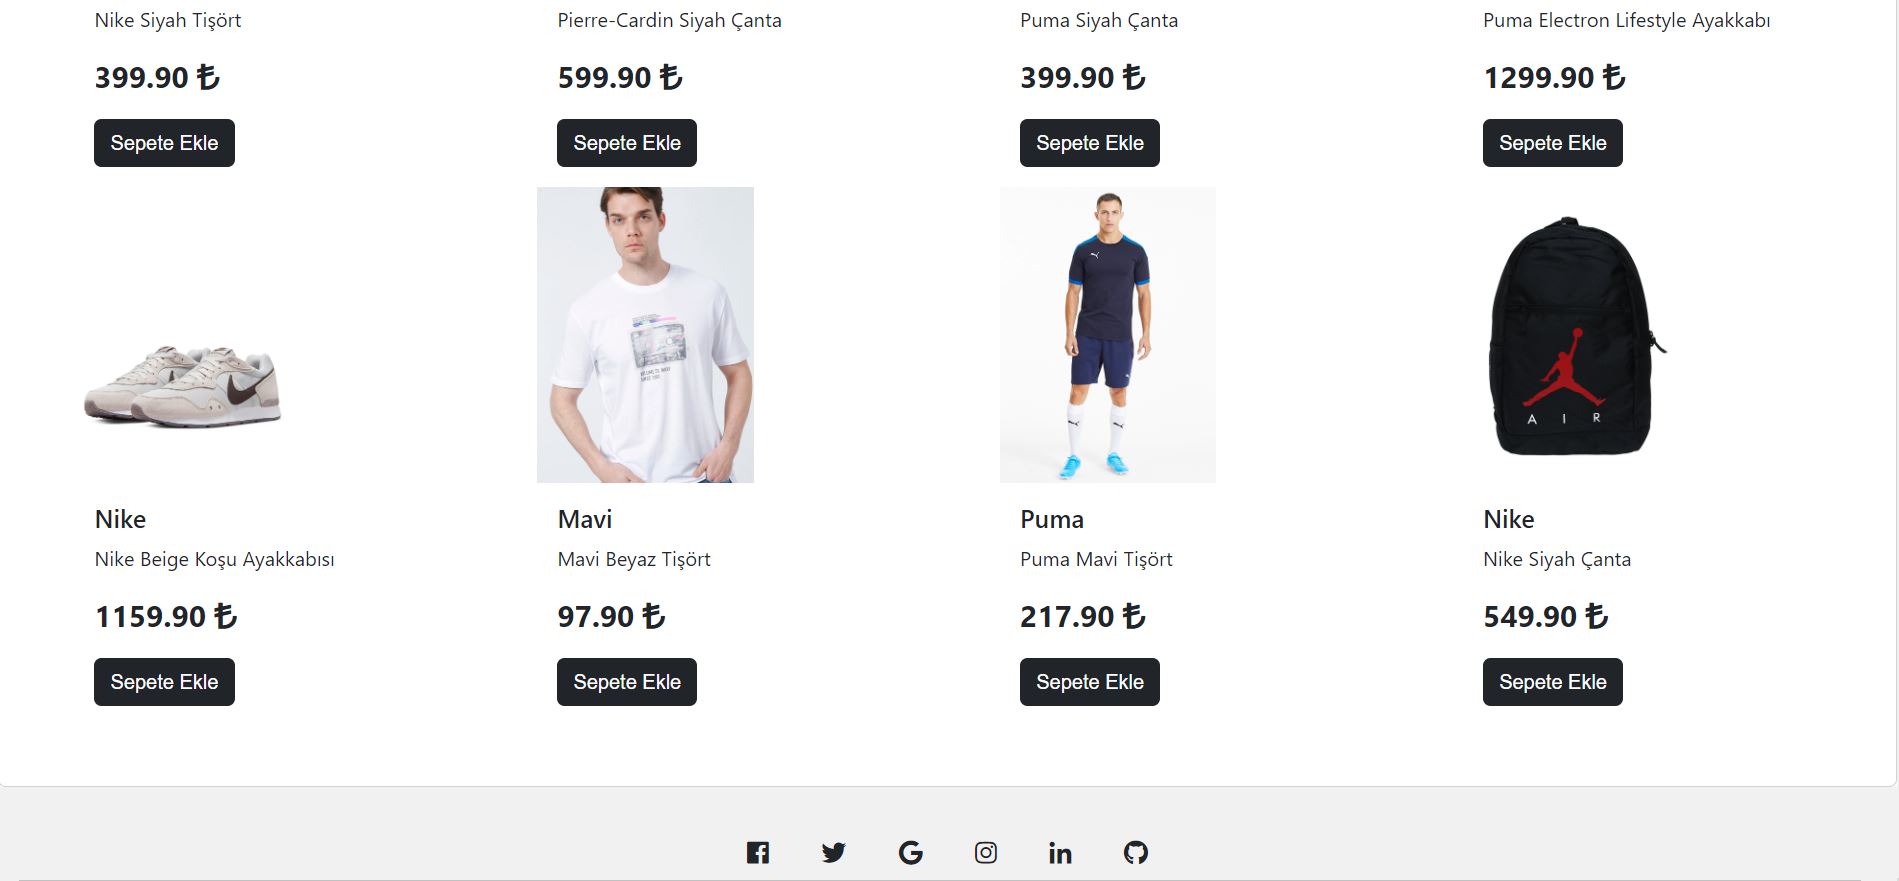 Nike Siyah Tişört
Pierre-Cardin Siyah Çanta
Puma Siyah Çanta
Puma Electron Lifestyle Ayakkabı
399.90 ₺
599.90 ₺
399.90 ₺
1299.90 ₺
Sepete Ekle
Sepete Ekle
Sepete Ekle
Sepete Ekle
AIR
Nike
Mavi
Puma
Nike
Nike Beige Koşu Ayakkabısı
Mavi Beyaz Tişört
Puma Mavi Tişört
Nike Siyah Çanta
1159.90 ₺
97.90 ₺
217.90 ₺
549.90 ₺
Sepete Ekle
Sepete Ekle
Sepete Ekle
Sepete Ekle